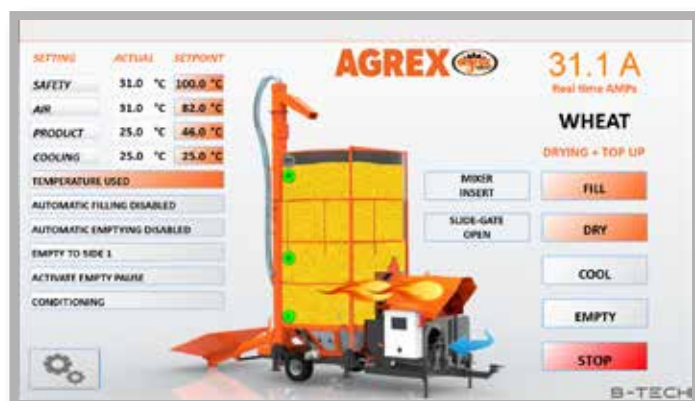 SETTING ACTUAL SETPOINT
SAFETY 31.0 °C 100.0 °C
AIR 31.0 °C 82.0 °C
PRODUCT 25.0 °C 46.0 °C
COOLING 25.0 °C 25.0 °C
TEMPERATURE USED
AUTOMATIC FILLING DISABLED
AUTOMATIC EMPTYING DISABLED
EMPTY TO SIDE 1
ACTIVATE EMPTY PAUSE
CONDITIONING
AGREX
MIXER
INSERT
SLIDE-GATE
OPEN
31.1 A
Real time AMPs
WHEAT
DRYING + TOP UP
FILL
DRY
COOL
EMPTY
STOP
B-TECH